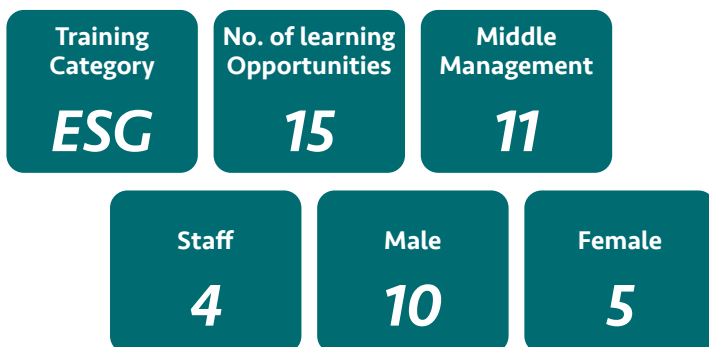 Training
Category
ESG
No. of learning
Opportunities
15
Middle
Management
11
Staff
4
Male
10
Female
5